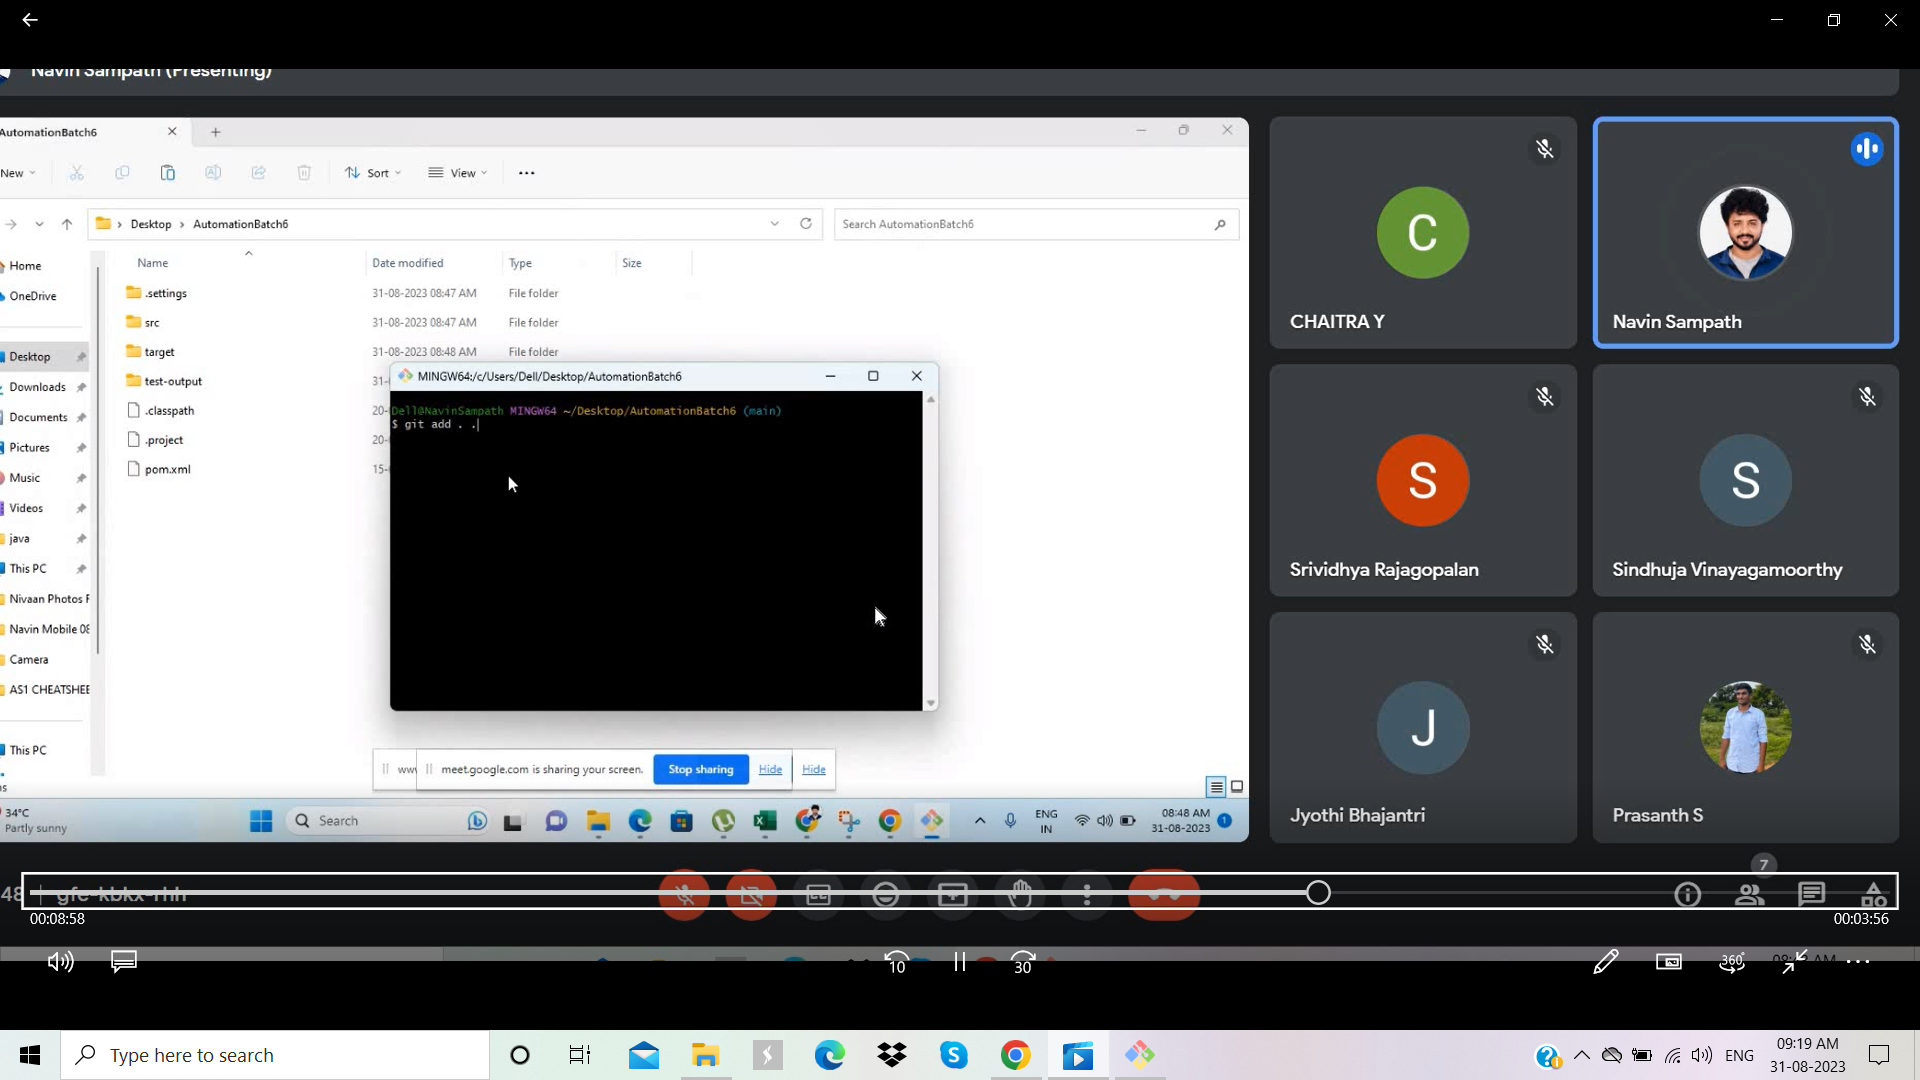 Navin Sampath (Presenting)
AutomationBatch6
New
Sort
View
Desktop > AutomationBatch6
Search AutomationBatch6
Name
Date modified
Type
Size
Home
OneDrive
Desktop
Downloads
Documents
Pictures
Music
Videos
java
This PC
Nivaan Photos F
Navin Mobile 08
Camera
AS1 CHEATSHEE
This PC
.settings
31-08-2023 08:47 AM
File folder
src
31-08-2023 08:47 AM
File folder
target
31-08-2023 08:48 AM
File folder
test-output
31-
.classpath
20-
.project
20-
pom.xml
15-
MINGW64:/c/Users/Dell/Desktop/AutomationBatch6
Dell@NavinSampath MINGW64 ~/Desktop/AutomationBatch6 (main)
$ git add . .
meet.google.com is sharing your screen.
Stop sharing
Hide
Hide
34°C
Partly sunny
Search
ENG
IN
08:48 AM
31-08-2023
1
C
CHAITRA Y
Navin Sampath
S
Srividhya Rajagopalan
S
Sindhuja Vinayagamoorthy
J
Jyothi Bhajantri
Prasanth S
7
48
gfe-kbkx-rhh
00:08:58
00:03:56
10
30
360°
Type here to search
ENG
09:19 AM
31-08-2023